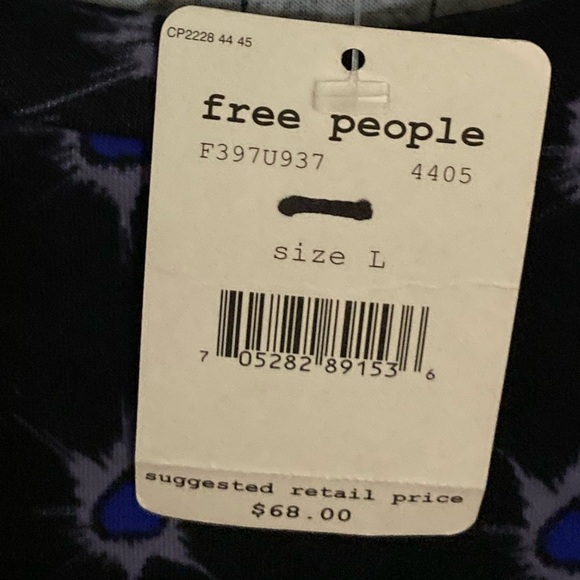 CP2228 44 45
free people
F397U937 4405
size L
7 05282 89153 6
suggested retail price
$68.00